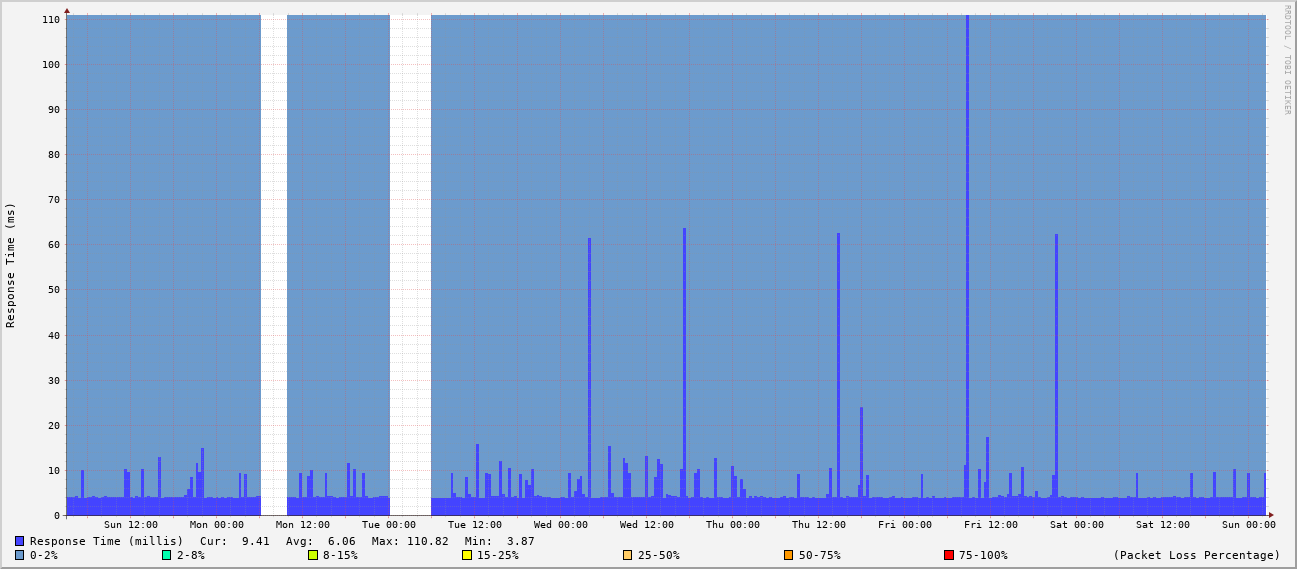 RRDTOOL / TOBI OETIKER
Response Time (ms)
110
100
90
80
70
60
50
40
30
20
10
0
Sun 12:00 Mon 00:00 Mon 12:00 Tue 00:00 Tue 12:00 Wed 00:00 Wed 12:00 Thu 00:00 Thu 12:00 Fri 00:00 Fri 12:00 Sat 00:00 Sat 12:00 Sun 00:00
Response Time (millis) Cur: 9.41 Avg: 6.06 Max: 110.82 Min: 3.87
0-2% 2-8% 8-15% 15-25% 25-50% 50-75% 75-100% (Packet Loss Percentage)